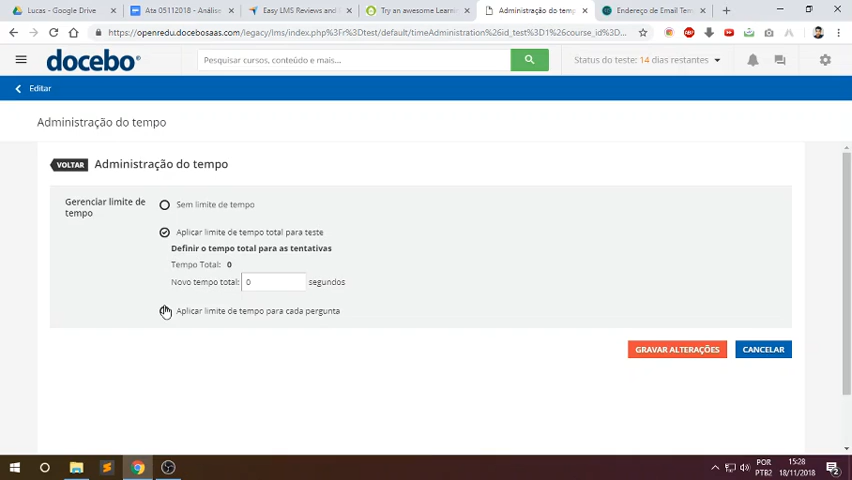 Lucas - Google Drive
Ata 05112018 - Análise
Easy LMS Reviews and
Try an awesome Learn
Administração do temp
Endereço de Email Tem
https://openredu.docebosaas.com/legacy/lms/index.php?r%3Dtest/default/timeAdministration%26id_test%3D1%26course_id%3D...
docebo
Pesquisar cursos, conteúdo e mais...
Status do teste: 14 dias restantes
Editar
Administração do tempo
VOLTAR
Administração do tempo
Gerenciar limite de
tempo
Sem limite de tempo
Aplicar limite de tempo total para teste
Definir o tempo total para as tentativas
Tempo Total: 0
Novo tempo total: 0 segundos
Aplicar limite de tempo para cada pergunta
GRAVAR ALTERAÇÕES
CANCELAR
POR
PTB2
15:28
18/11/2018
2